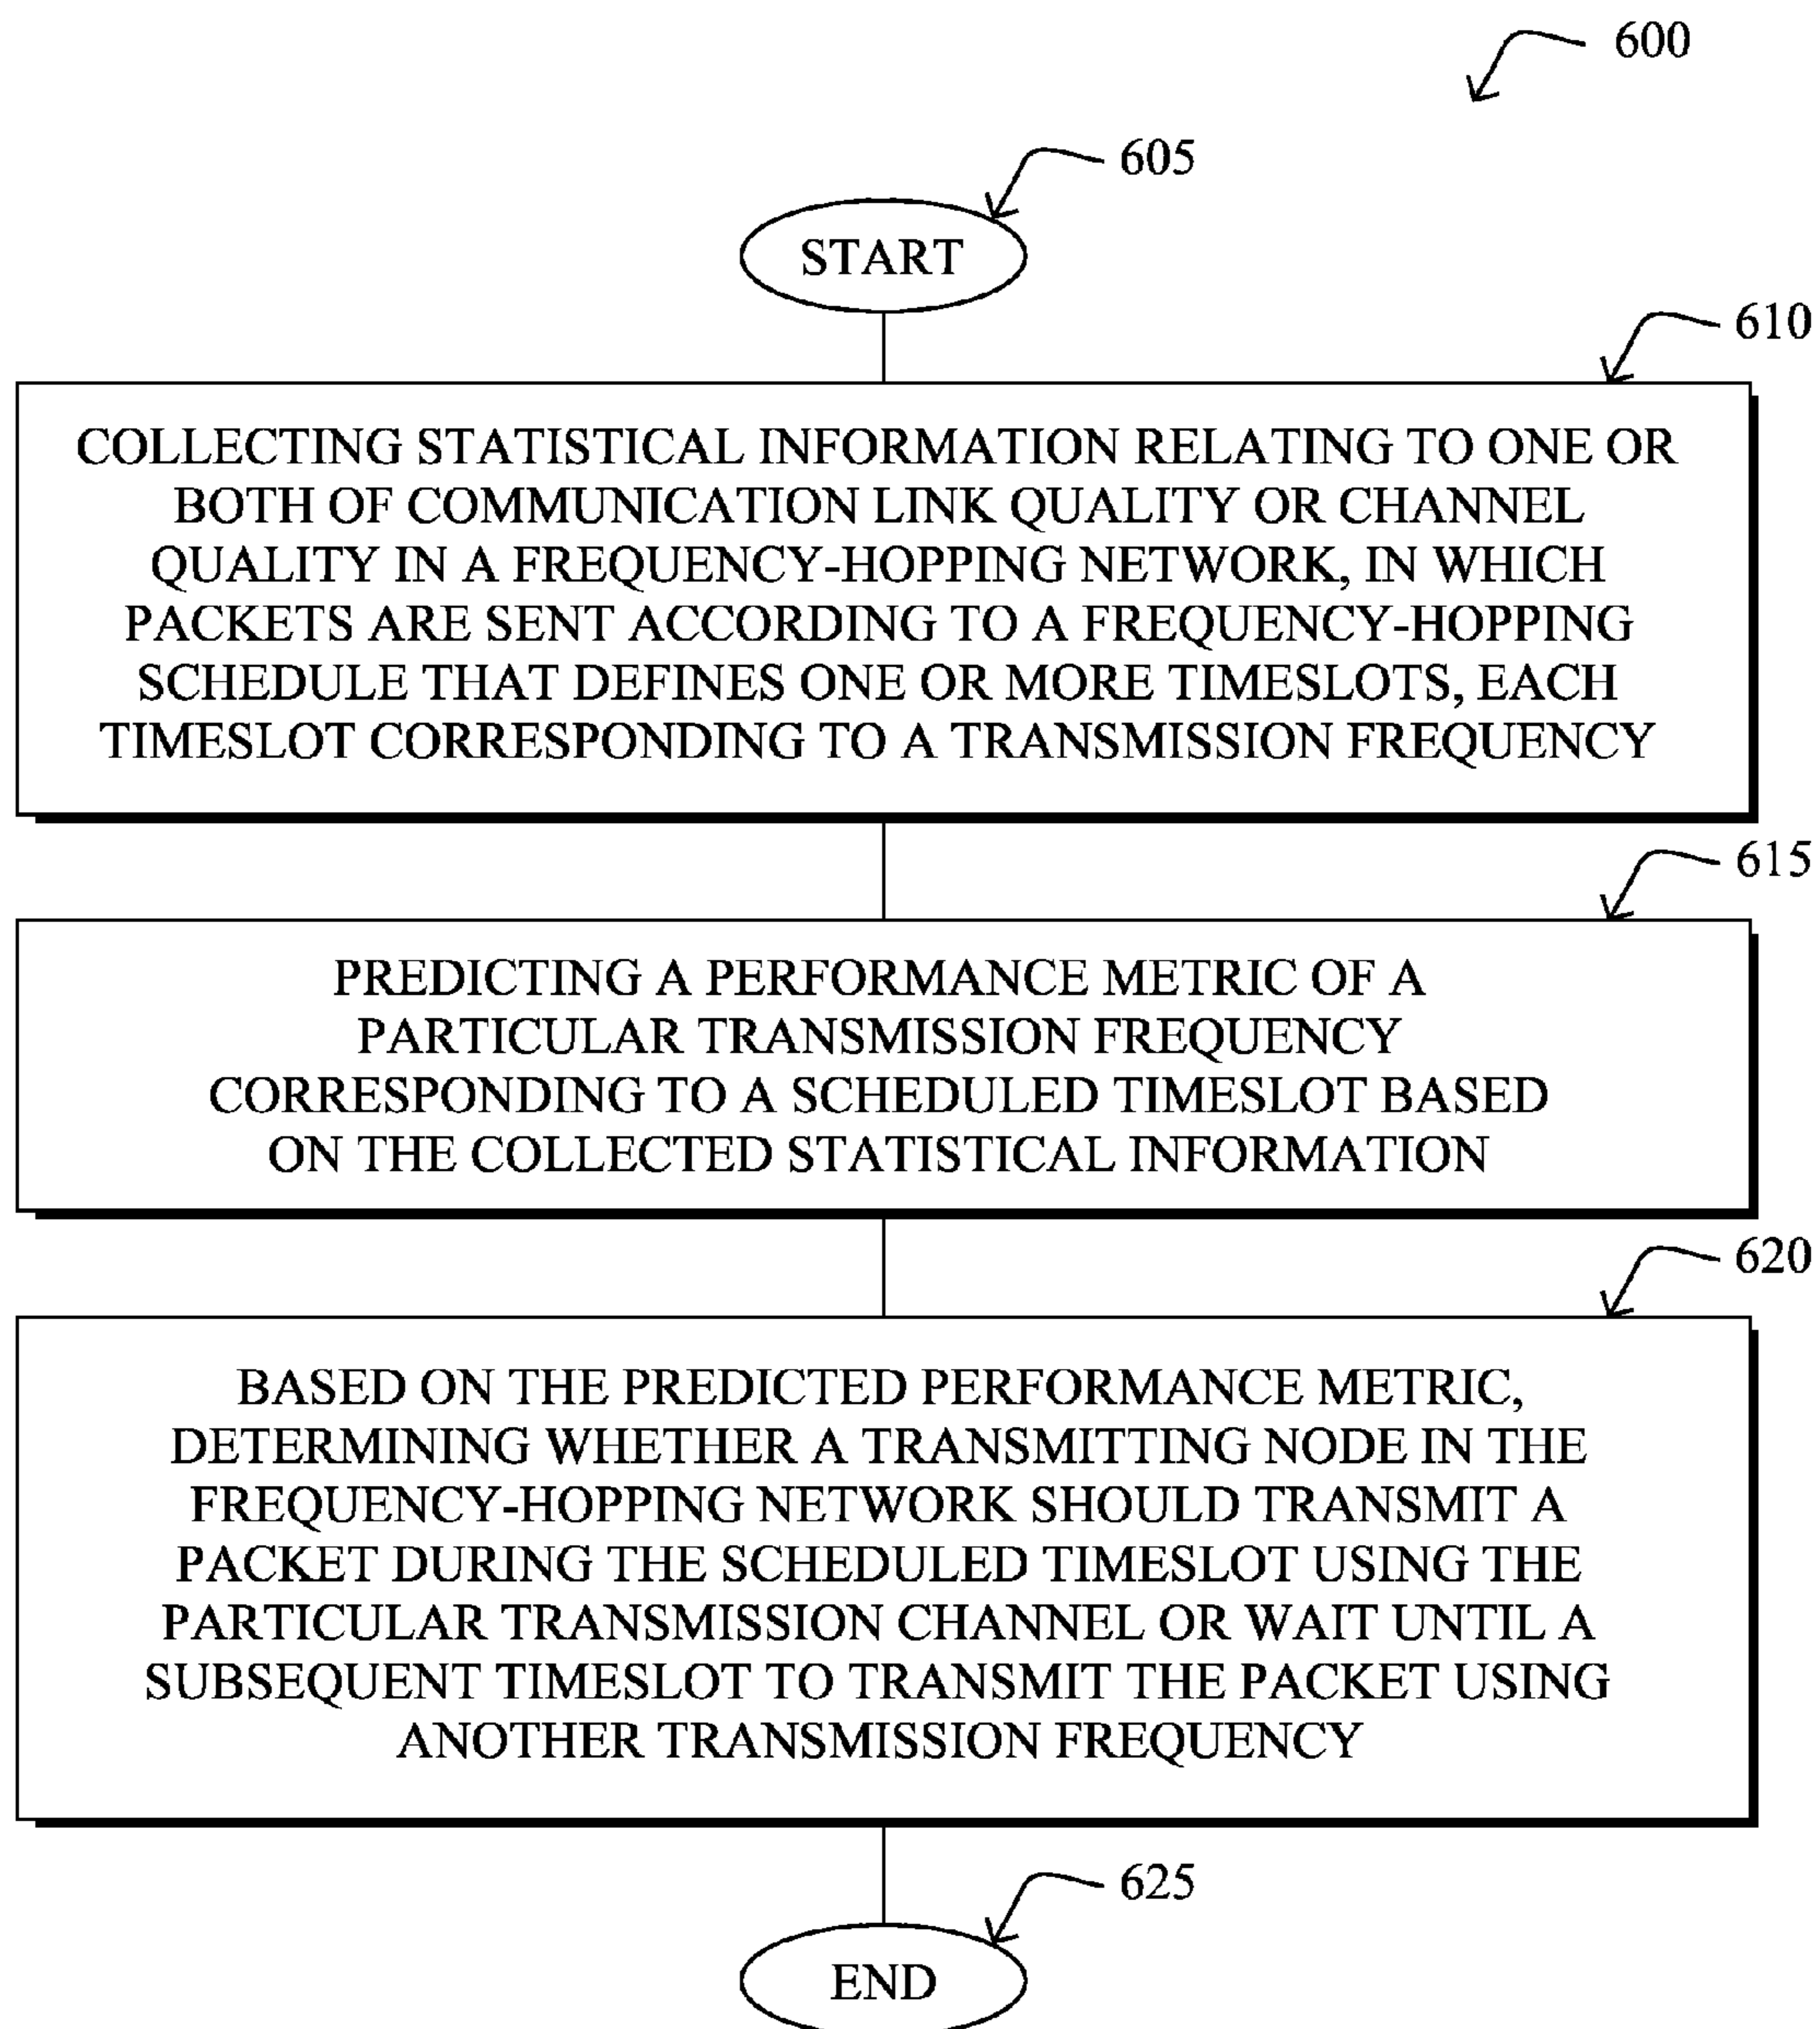 600
605
START
610
COLLECTING STATISTICAL INFORMATION RELATING TO ONE OR
BOTH OF COMMUNICATION LINK QUALITY OR CHANNEL
QUALITY IN A FREQUENCY-HOPPING NETWORK, IN WHICH
PACKETS ARE SENT ACCORDING TO A FREQUENCY-HOPPING
SCHEDULE THAT DEFINES ONE OR MORE TIMESLOTS, EACH
TIMESLOT CORRESPONDING TO A TRANSMISSION FREQUENCY
615
PREDICTING A PERFORMANCE METRIC OF A
PARTICULAR TRANSMISSION FREQUENCY
CORRESPONDING TO A SCHEDULED TIMESLOT BASED
ON THE COLLECTED STATISTICAL INFORMATION
620
BASED ON THE PREDICTED PERFORMANCE METRIC,
DETERMINING WHETHER A TRANSMITTING NODE IN THE
FREQUENCY-HOPPING NETWORK SHOULD TRANSMIT A
PACKET DURING THE SCHEDULED TIMESLOT USING THE
PARTICULAR TRANSMISSION CHANNEL OR WAIT UNTIL A
SUBSEQUENT TIMESLOT TO TRANSMIT THE PACKET USING
ANOTHER TRANSMISSION FREQUENCY
625
END